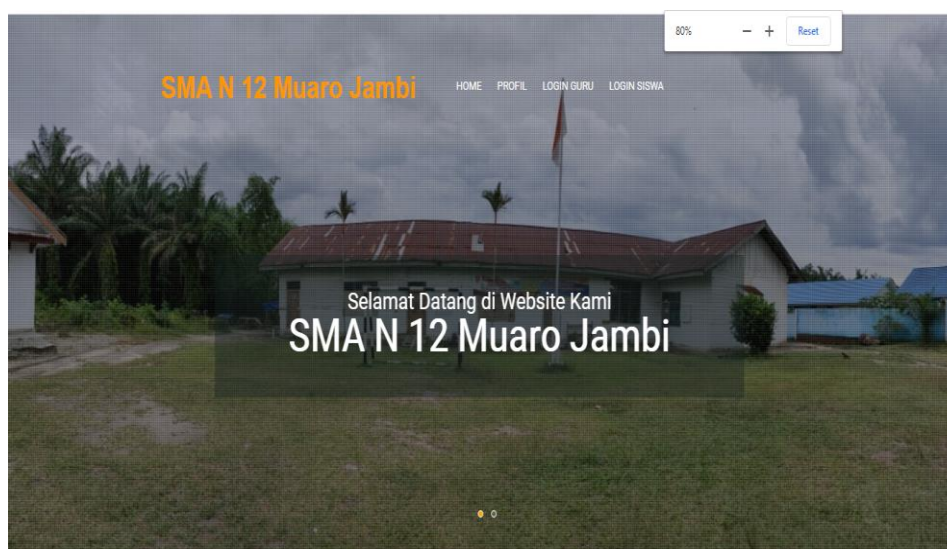 80% − + Reset
SMA N 12 Muaro Jambi HOME PROFIL LOGIN GURU LOGIN SISWA
Selamat Datang di Website Kami
SMA N 12 Muaro Jambi